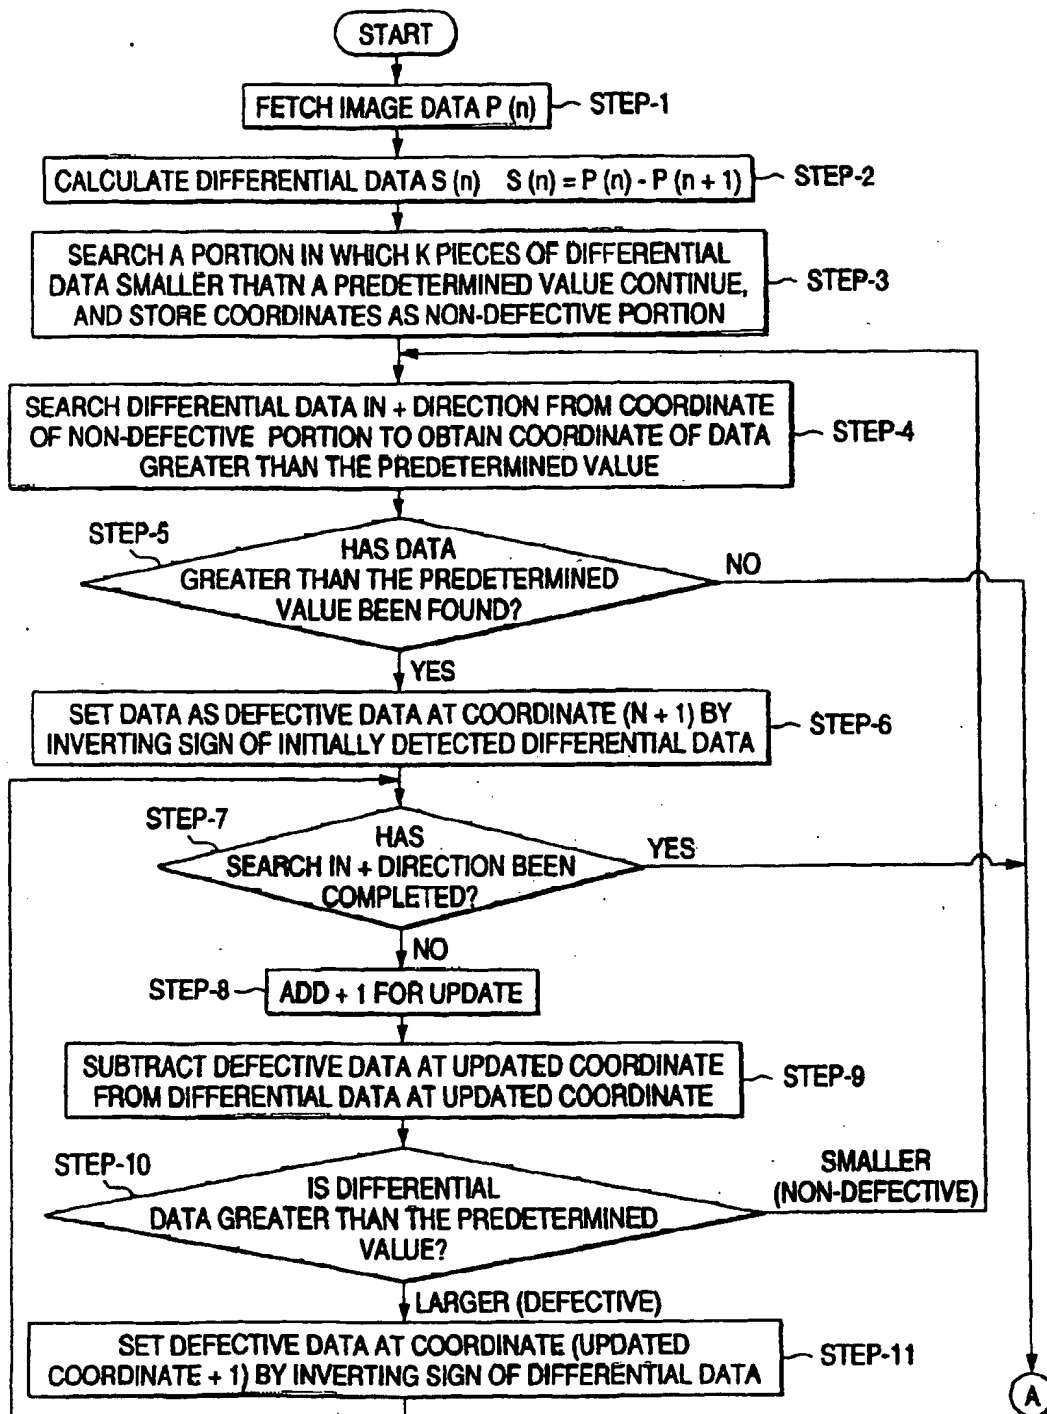 START
FETCH IMAGE DATA P (n)
STEP-1
CALCULATE DIFFERENTIAL DATA S (n) S (n) = P (n) - P (n + 1)
STEP-2
SEARCH A PORTION IN WHICH K PIECES OF DIFFERENTIAL
DATA SMALLER THATN A PREDETERMINED VALUE CONTINUE,
AND STORE COORDINATES AS NON-DEFECTIVE PORTION
STEP-3
SEARCH DIFFERENTIAL DATA IN + DIRECTION FROM COORDINATE
OF NON-DEFECTIVE PORTION TO OBTAIN COORDINATE OF DATA
GREATER THAN THE PREDETERMINED VALUE
STEP-4
STEP-5
HAS DATA
GREATER THAN THE PREDETERMINED
VALUE BEEN FOUND?
NO
YES
SET DATA AS DEFECTIVE DATA AT COORDINATE (N + 1) BY
INVERTING SIGN OF INITIALLY DETECTED DIFFERENTIAL DATA
STEP-6
STEP-7
HAS
SEARCH IN + DIRECTION BEEN
COMPLETED?
YES
NO
STEP-8
ADD + 1 FOR UPDATE
SUBTRACT DEFECTIVE DATA AT UPDATED COORDINATE
FROM DIFFERENTIAL DATA AT UPDATED COORDINATE
STEP-9
STEP-10
IS DIFFERENTIAL
DATA GREATER THAN THE PREDETERMINED
VALUE?
SMALLER
(NON-DEFECTIVE)
LARGER (DEFECTIVE)
SET DEFECTIVE DATA AT COORDINATE (UPDATED
COORDINATE + 1) BY INVERTING SIGN OF DIFFERENTIAL DATA
STEP-11
A